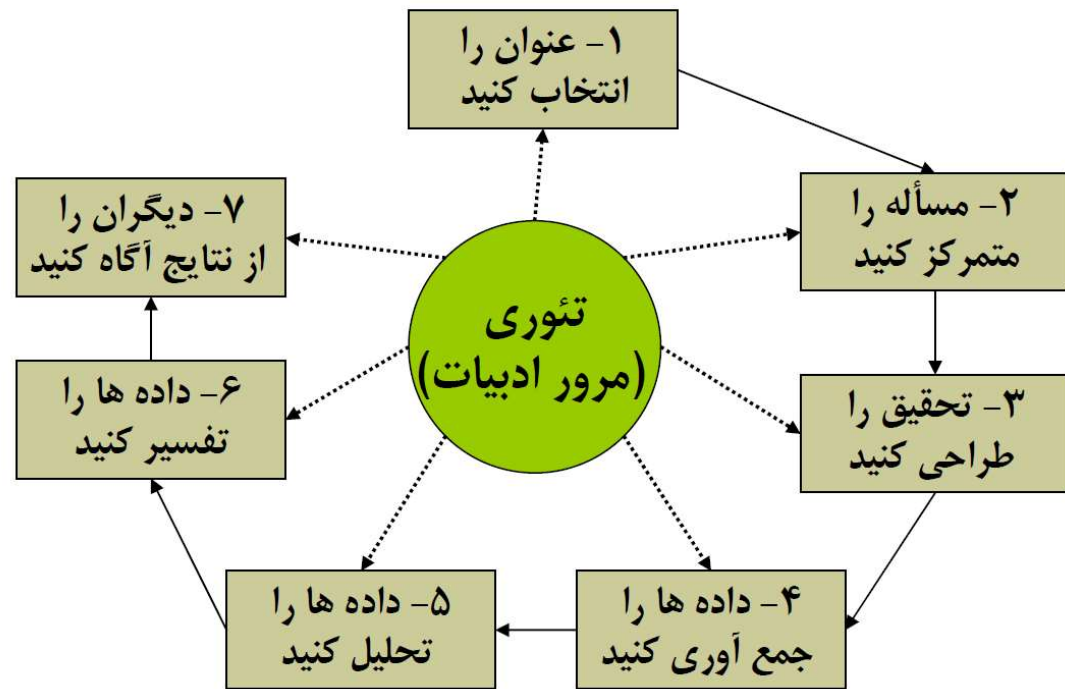 ۱- عنوان را
انتخاب کنید
۲- مسأله را
متمرکز کنید
۳- تحقیق را
طراحی کنید
۴- داده ها را
جمع آوری کنید
۵- داده ها را
تحلیل کنید
۶- داده ها را
تفسیر کنید
۷- دیگران را
از نتایج آگاه کنید
تئوری
(مرور ادبیات)